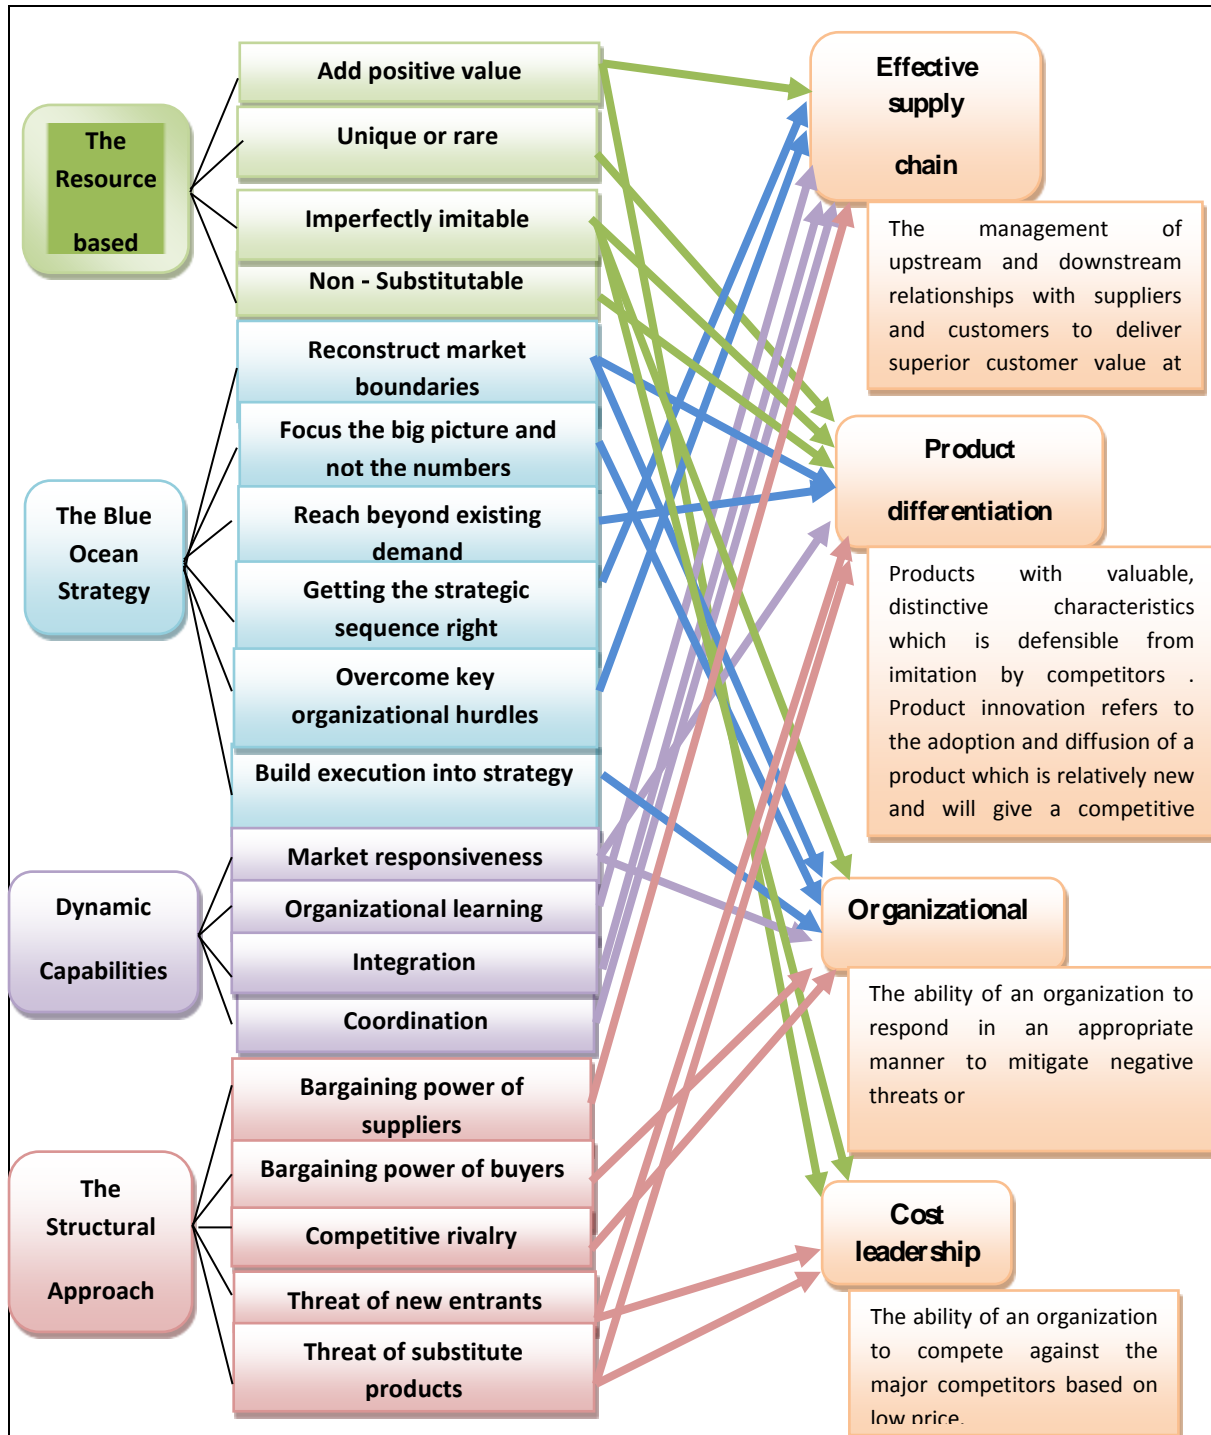 The
Resource
based
Add positive value
Unique or rare
Imperfectly imitable
Non - Substitutable
The Blue
Ocean
Strategy
Reconstruct market
boundaries
Focus the big picture and
not the numbers
Reach beyond existing
demand
Getting the strategic
sequence right
Overcome key
organizational hurdles
Build execution into strategy
Dynamic
Capabilities
Market responsiveness
Organizational learning
Integration
Coordination
The
Structural
Approach
Bargaining power of
suppliers
Bargaining power of buyers
Competitive rivalry
Threat of new entrants
Threat of substitute
products
Effective
supply
chain
The management of
upstream and downstream
relationships with suppliers
and customers to deliver
superior customer value at
Product
differentiation
Products with valuable,
distinctive characteristics
which is defensible from
imitation by competitors .
Product innovation refers to
the adoption and diffusion of a
product which is relatively new
and will give a competitive
Organizational
The ability of an organization to
respond in an appropriate
manner to mitigate negative
threats or
Cost
leadership
The ability of an organization
to compete against the
major competitors based on
low price.